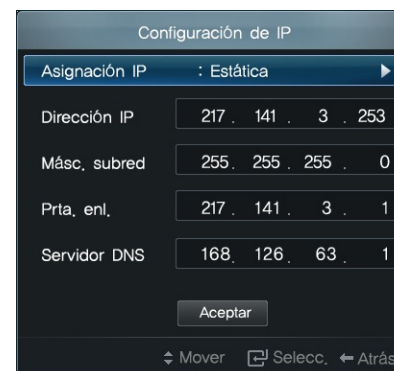 Configuración de IP
Asignación IP : Estática
Dirección IP 217 . 141 . 3 . 253
Másc. subred 255. 255 . 255 . 0
Prta. enl. 217 . 141 . 3 . 1
Servidor DNS 168. 126 . 63 . 1
Aceptar
Mover Selecc. Atrás